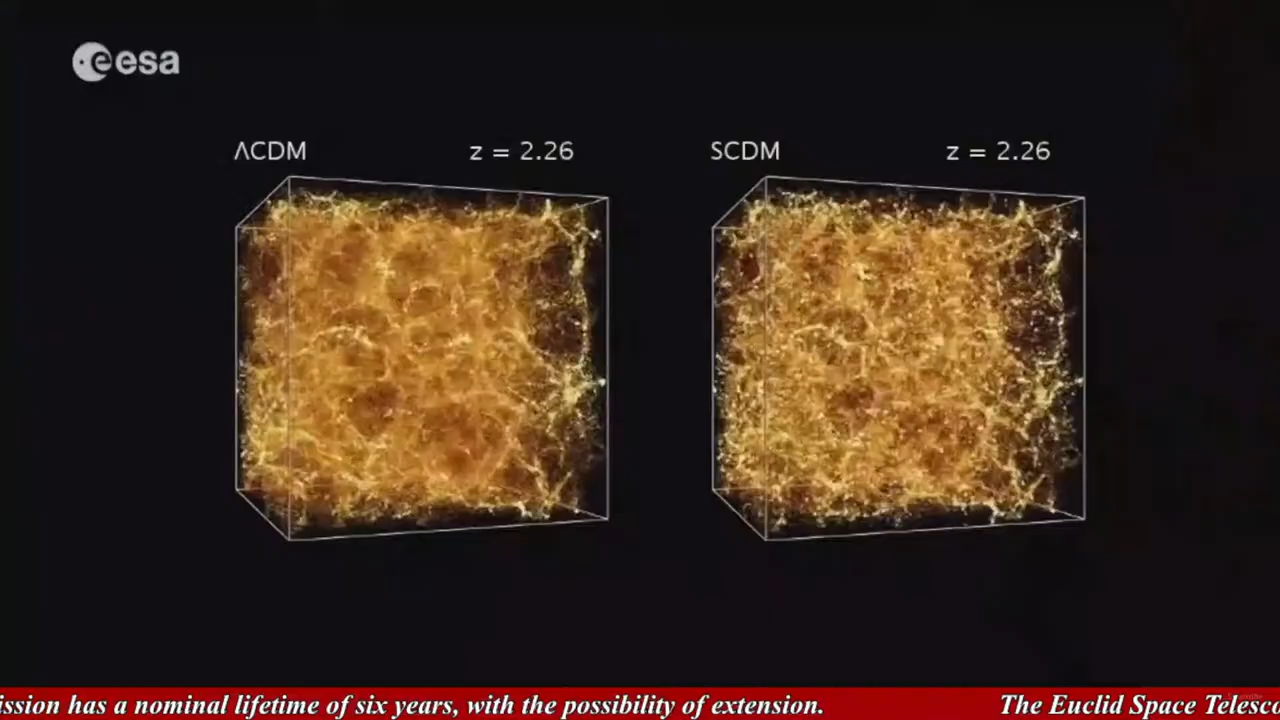 esa
ΛCDM z = 2.26 SCDM z = 2.26
ission has a nominal lifetime of six years, with the possibility of extension. The Euclid Space Telesco